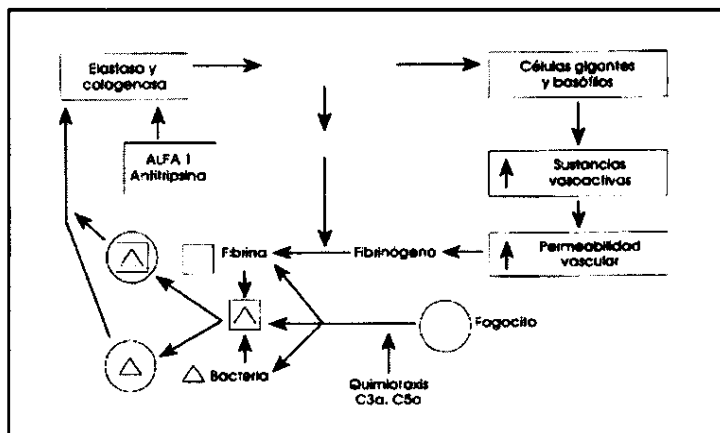 Elastasa y
colagenasa
Células gigantes
y basófilos
ALFA 1
Antitripsina
Sustancias
vasoactivas
Fibrina
Fibrinógeno
Permeabilidad
vascular
Fagocito
Bacteria
Quimiotaxis
C3a. C5a